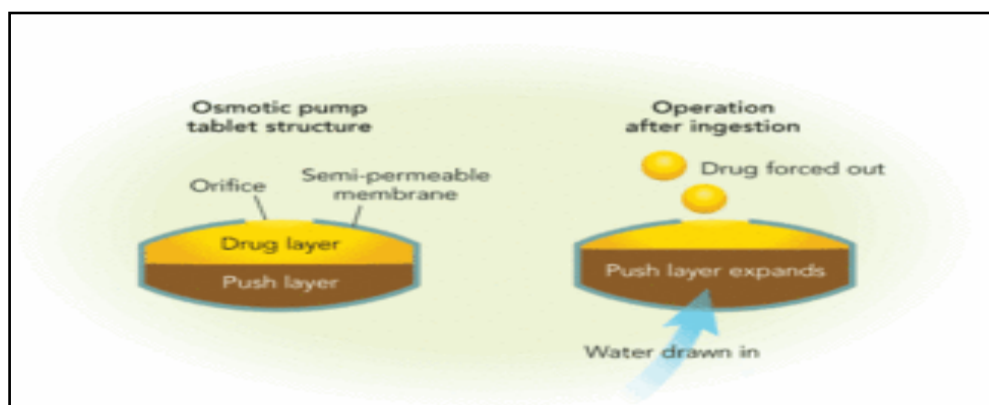 Osmotic pump
tablet structure
Orifice
Semi-permeable
membrane
Drug layer
Push layer
Operation
after ingestion
Drug forced out
Push layer expands
Water drawn in